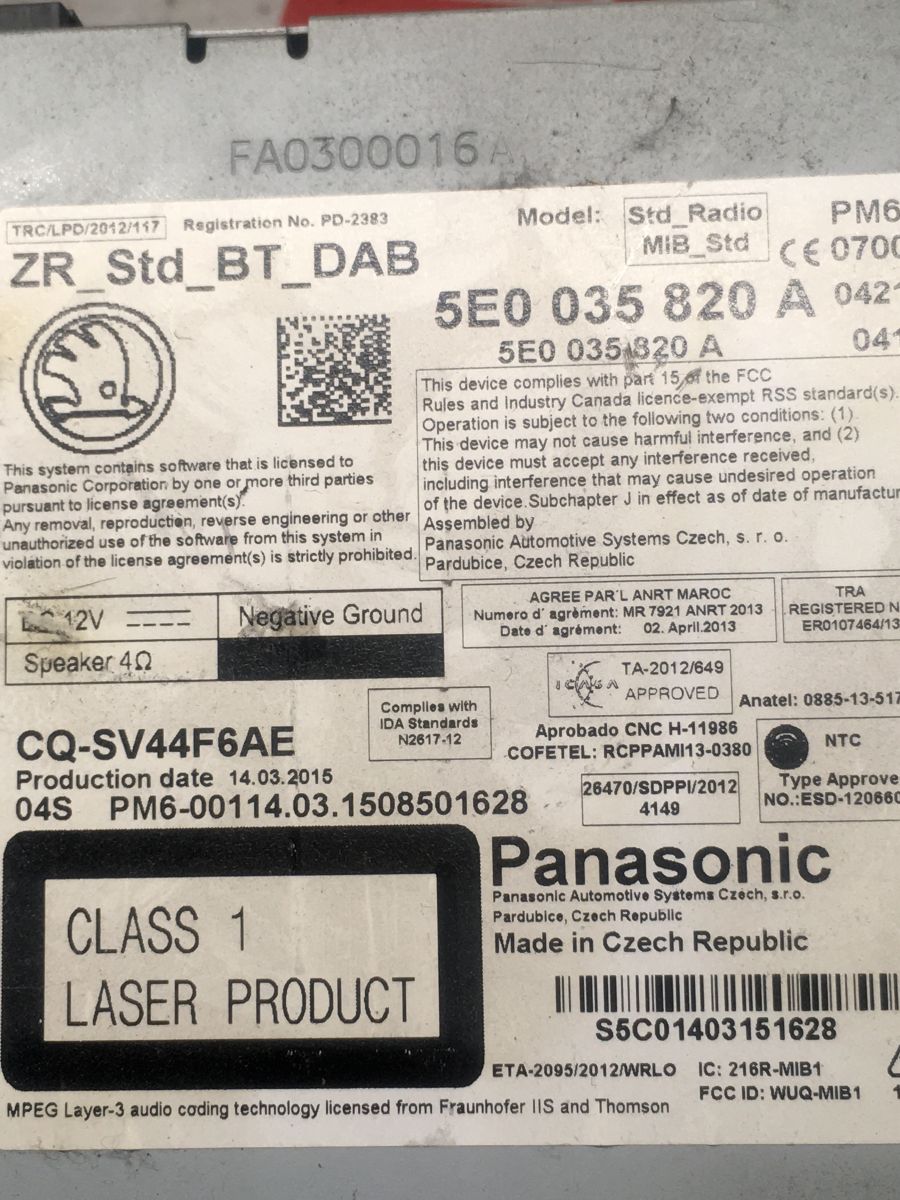 FA0300016 A
TRC/LPD/2012/117
Registration No. PD-2383
Model:
Std_Radio
MIB_Std
PM6
ZR_Std_BT_DAB
CE 0700
5E0 035 820 A
042
5E0 035 820 A
04
This device complies with part 15 of the FCC
Rules and Industry Canada licence-exempt RSS standard(s).
Operation is subject to the following two conditions: (1)
This device may not cause harmful interference, and (2)
this device must accept any interference received,
including interference that may cause undesired operation
of the device.Subchapter J in effect as of date of manufactur
Assembled by
Panasonic Automotive Systems Czech, s. r. o.
Pardubice, Czech Republic
This system contains software that is licensed to
Panasonic Corporation by one or more third parties
pursuant to license agreement(s).
Any removal, reproduction, reverse engineering or other
unauthorized use of the software from this system in
violation of the license agreement(s) is strictly prohibited.
DC 12V
Negative Ground
Speaker 4Ω
AGREE PAR´L ANRT MAROC
Numero d´ agrèment: MR 7921 ANRT 2013
Date d´ agrément: 02. April.2013
TRA
REGISTERED N
ER0107464/13
ICASA
TA-2012/649
APPROVED
Anatel: 0885-13-517
Complies with
IDA Standards
N2617-12
Aprobado CNC H-11986
COFETEL: RCPPAMI13-0380
NTC
Type Approve
NO.:ESD-120660
26470/SDPPI/2012
4149
CQ-SV44F6AE
Production date 14.03.2015
04S PM6-00114.03.1508501628
CLASS 1
LASER PRODUCT
Panasonic
Panasonic Automotive Systems Czech, s.r.o.
Pardubice, Czech Republic
Made in Czech Republic
S5C01403151628
ETA-2095/2012/WRLO
IC: 216R-MIB1
FCC ID: WUQ-MIB1
1
MPEG Layer-3 audio coding technology licensed from Fraunhofer IIS and Thomson